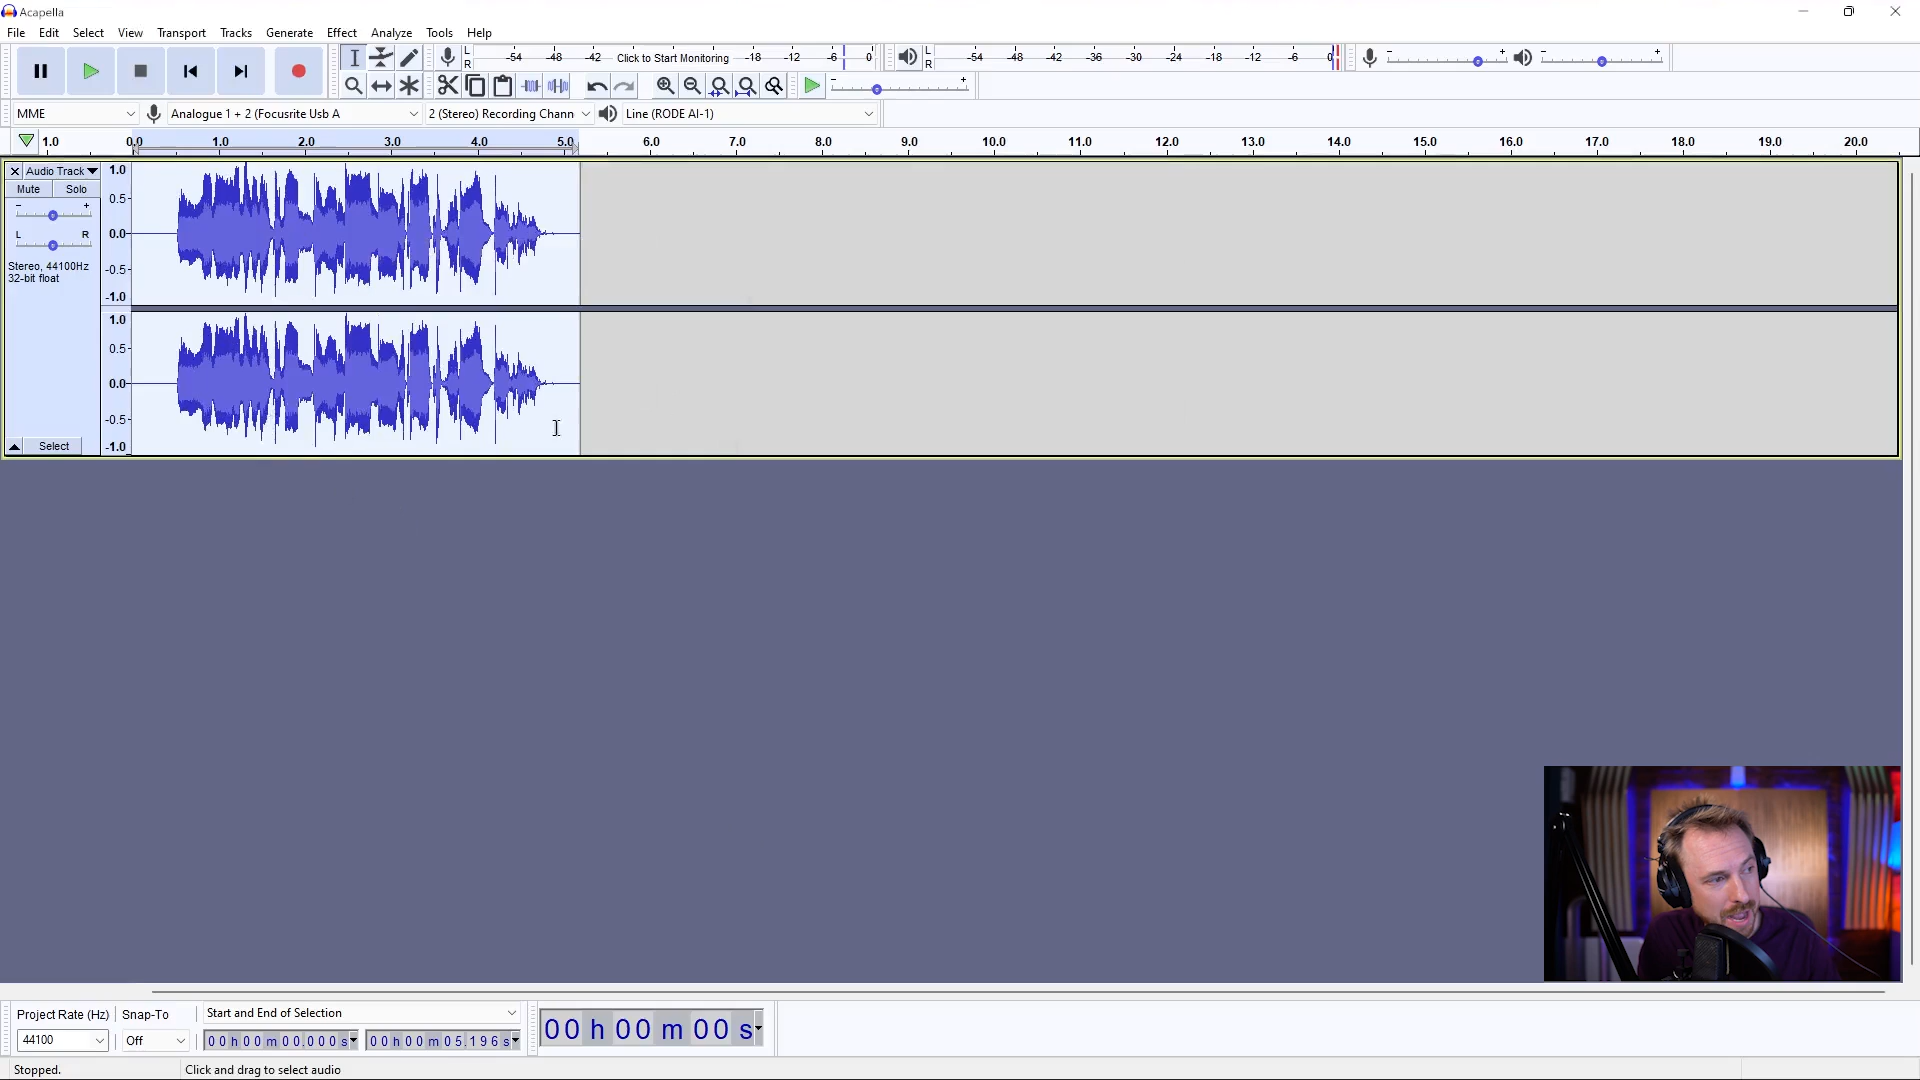 Acapella
File Edit Select View Transport Tracks Generate Effect Analyze Tools Help
L R -54 -48 -42 Click to Start Monitoring -18 -12 -6 0 L R -54 -48 -42 -36 -30 -24 -18 -12 -6 0 - + - +
- +
MME Analogue 1 + 2 (Focusrite Usb A 2 (Stereo) Recording Chann Line (RODE AI-1)
1.0 0.0 1.0 2.0 3.0 4.0 5.0 6.0 7.0 8.0 9.0 10.0 11.0 12.0 13.0 14.0 15.0 16.0 17.0 18.0 19.0 20.0
Audio Track 1.0
Mute Solo 0.5
- +
L R 0.0
Stereo, 44100Hz -0.5
32-bit float
-1.0
1.0
0.5
0.0
-0.5
Select -1.0
Project Rate (Hz) Snap-To Start and End of Selection
44100 Off 00 h 00 m 00.000 s 00 h 00 m 05.196 s 00 h 00 m 00 s
Stopped. Click and drag to select audio